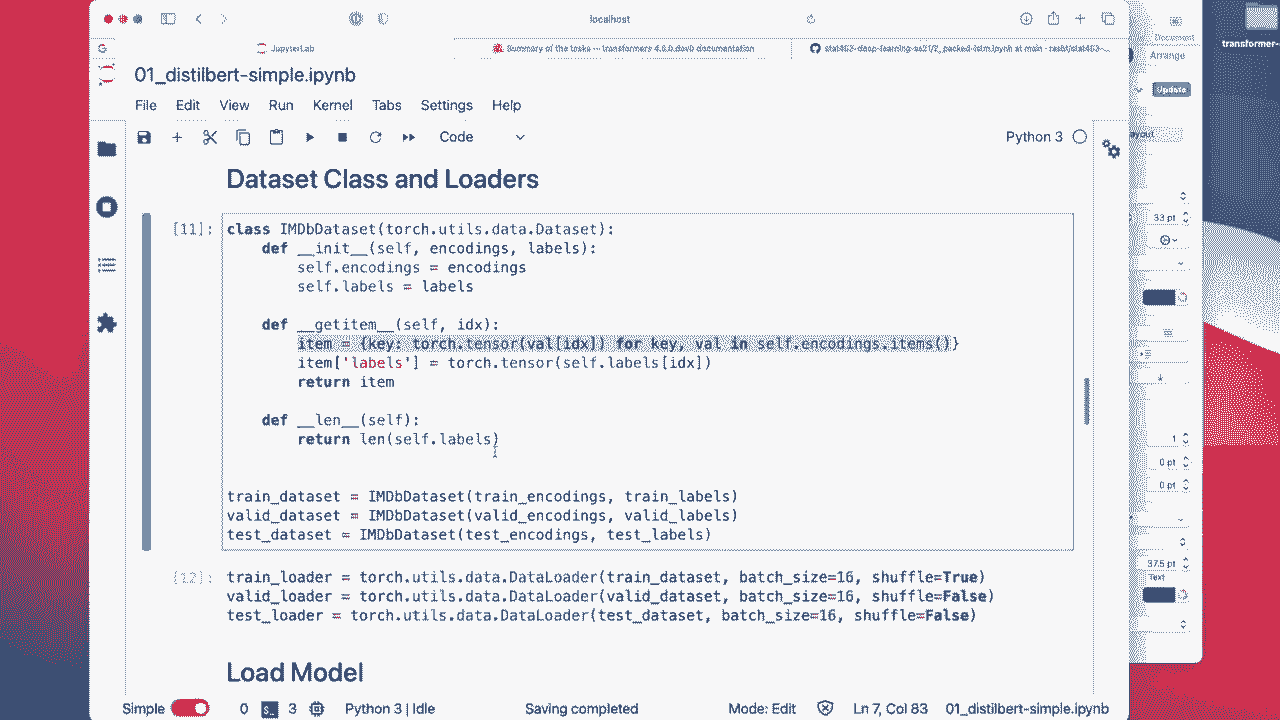 localhost
JupyterLab
Summary of the tasks — transformers 4.6.0.dev0 documentation
stat453-deep-learning-ss21/2_packed-lstm.ipynb at main · rasbt/stat453-...
Document
transformer-
01_distilbert-simple.ipynb
Arrange
Update
File Edit View Run Kernel Tabs Settings Help
Code
Python 3
Dataset Class and Loaders
[11]:
class IMDbDataset(torch.utils.data.Dataset):
    def __init__(self, encodings, labels):
        self.encodings = encodings
        self.labels = labels
    def __getitem__(self, idx):
        item = {key: torch.tensor(val[idx]) for key, val in self.encodings.items()}
        item['labels'] = torch.tensor(self.labels[idx])
        return item
    def __len__(self):
        return len(self.labels)
train_dataset = IMDbDataset(train_encodings, train_labels)
valid_dataset = IMDbDataset(valid_encodings, valid_labels)
test_dataset = IMDbDataset(test_encodings, test_labels)
[12]:
train_loader = torch.utils.data.DataLoader(train_dataset, batch_size=16, shuffle=True)
valid_loader = torch.utils.data.DataLoader(valid_dataset, batch_size=16, shuffle=False)
test_loader = torch.utils.data.DataLoader(test_dataset, batch_size=16, shuffle=False)
Load Model
33 pt
1
0 pt
0 pt
37.5 pt
Text
Simple 0 3 Python 3 | Idle Saving completed Mode: Edit Ln 7, Col 83 01_distilbert-simple.ipynb